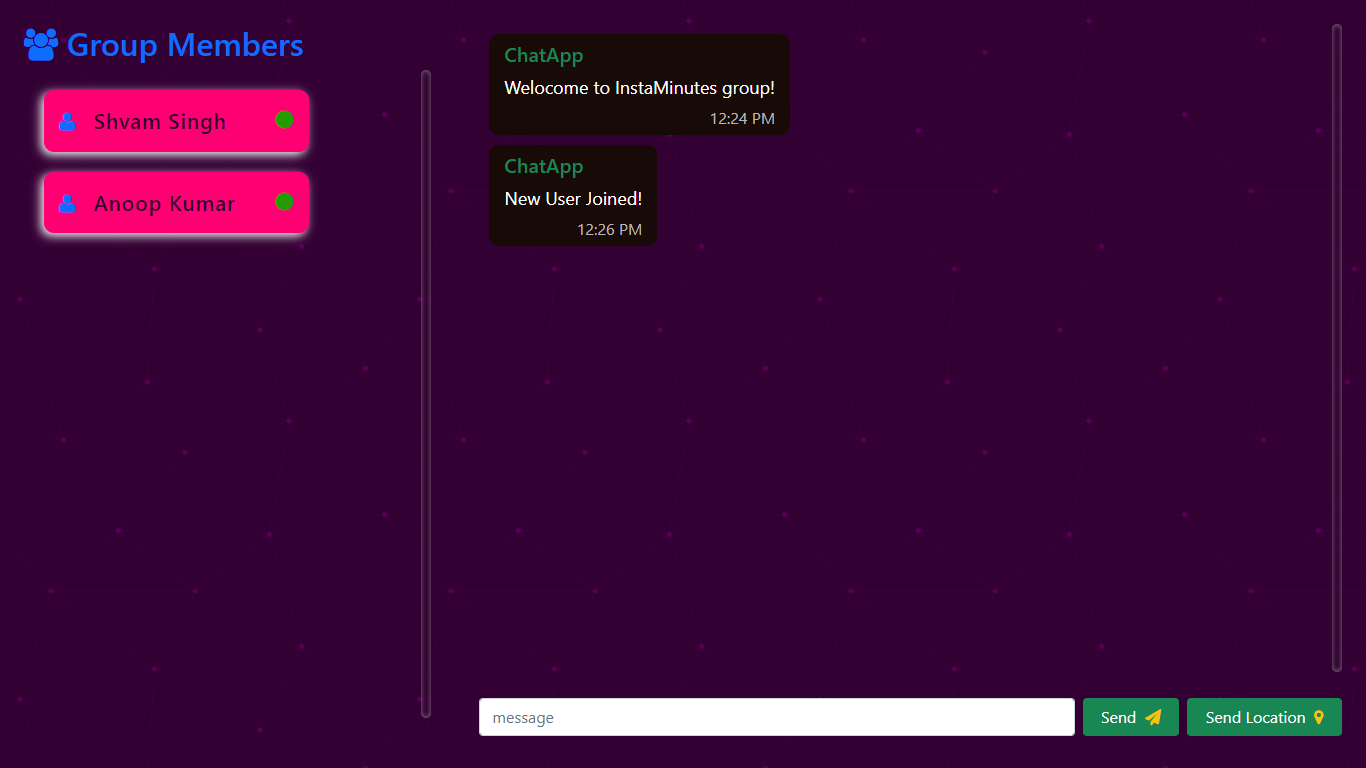 Group Members
Shvam Singh
Anoop Kumar
ChatApp
Welocome to InstaMinutes group!
12:24 PM
ChatApp
New User Joined!
12:26 PM
message
Send
Send Location